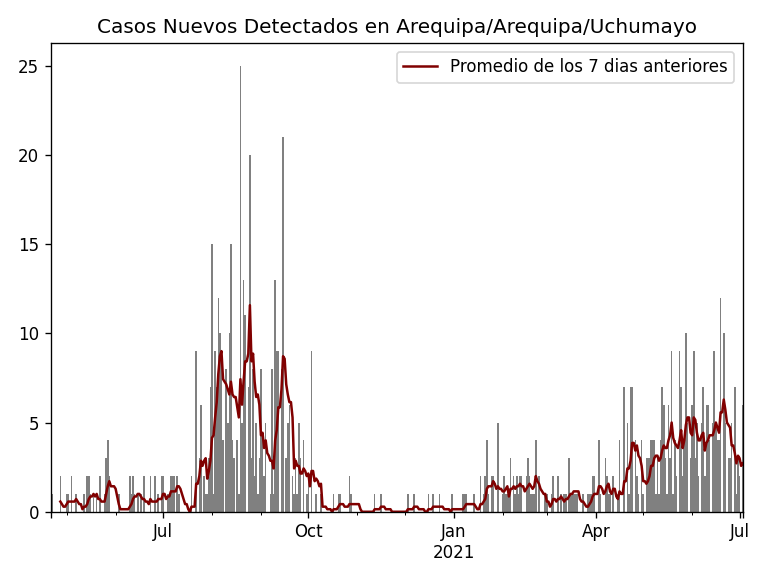 Casos Nuevos Detectados en Arequipa/Arequipa/Uchumayo
Promedio de los 7 dias anteriores
25
20
15
10
5
0
Jul
Oct
Jan
2021
Apr
Jul